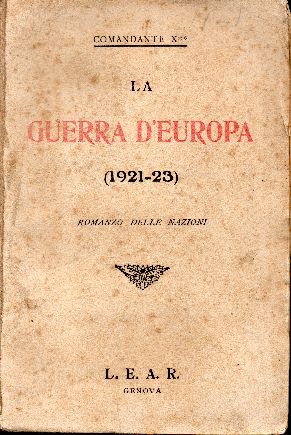 COMANDANTE X**
LA
GUERRA D'EUROPA
(1921-23)
ROMANZO DELLE NAZIONI
L. E. A. R.
GENOVA